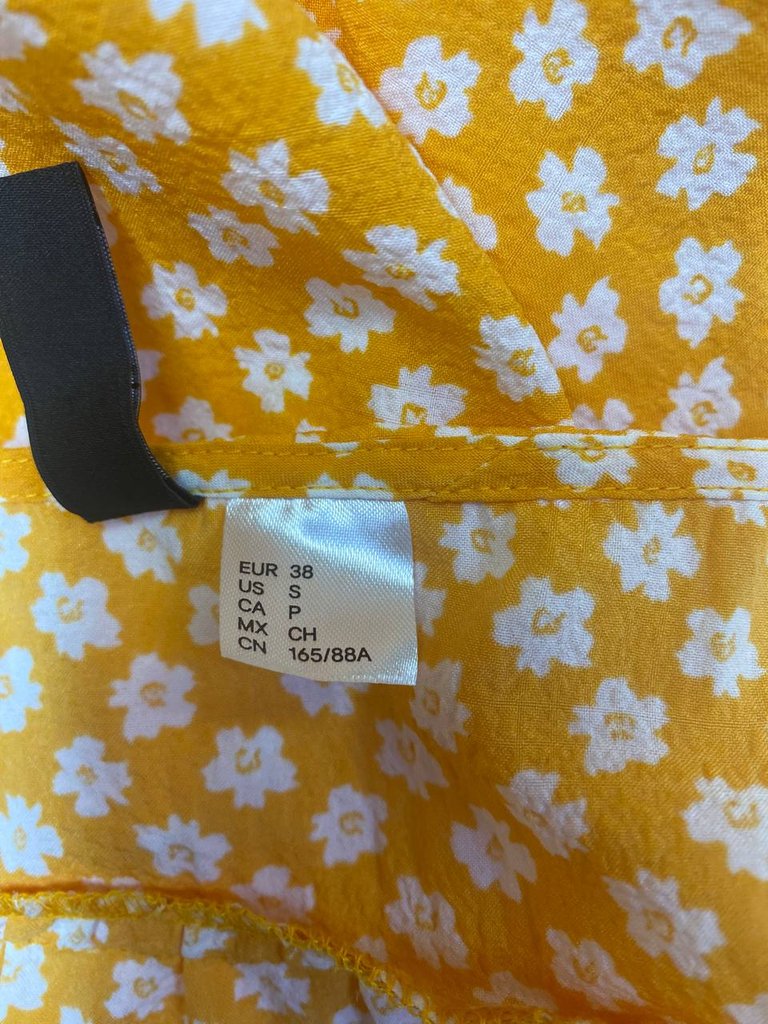 EUR 38
US S
CA P
MX CH
CN 165/88A